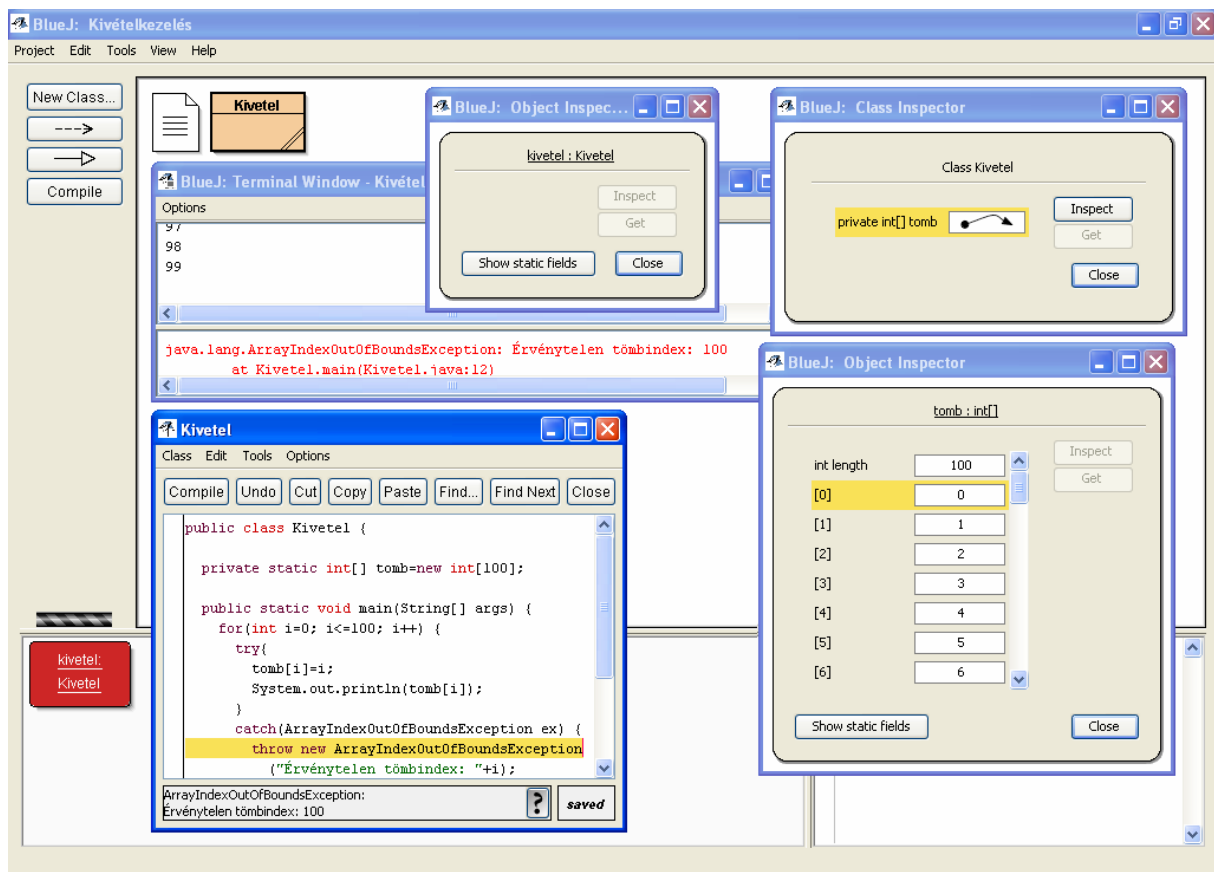 BlueJ: Kivételkezelés
Project Edit Tools View Help
New Class...
Compile
Kivetel
BlueJ: Terminal Window - Kivétel
Options
97
98
99
java.lang.ArrayIndexOutOfBoundsException: Érvénytelen tömbindex: 100
at Kivetel.main(Kivetel.java:12)
BlueJ: Object Inspec...
kivetel : Kivetel
Inspect
Get
Show static fields Close
BlueJ: Class Inspector
Class Kivetel
private int[] tomb
Inspect
Get
Close
BlueJ: Object Inspector
tomb : int[]
int length 100
[0] 0
[1] 1
[2] 2
[3] 3
[4] 4
[5] 5
[6] 6
Inspect
Get
Show static fields Close
Kivetel
Class Edit Tools Options
Compile Undo Cut Copy Paste Find... Find Next Close
public class Kivetel {
private static int[] tomb=new int[100];
public static void main(String[] args) {
for(int i=0; i<=100; i++) {
try{
tomb[i]=i;
System.out.println(tomb[i]);
}
catch(ArrayIndexOutOfBoundsException ex) {
throw new ArrayIndexOutOfBoundsException
("Érvénytelen tömbindex: "+i);
ArrayIndexOutOfBoundsException:
Érvénytelen tömbindex: 100
? saved
kivetel:
Kivetel